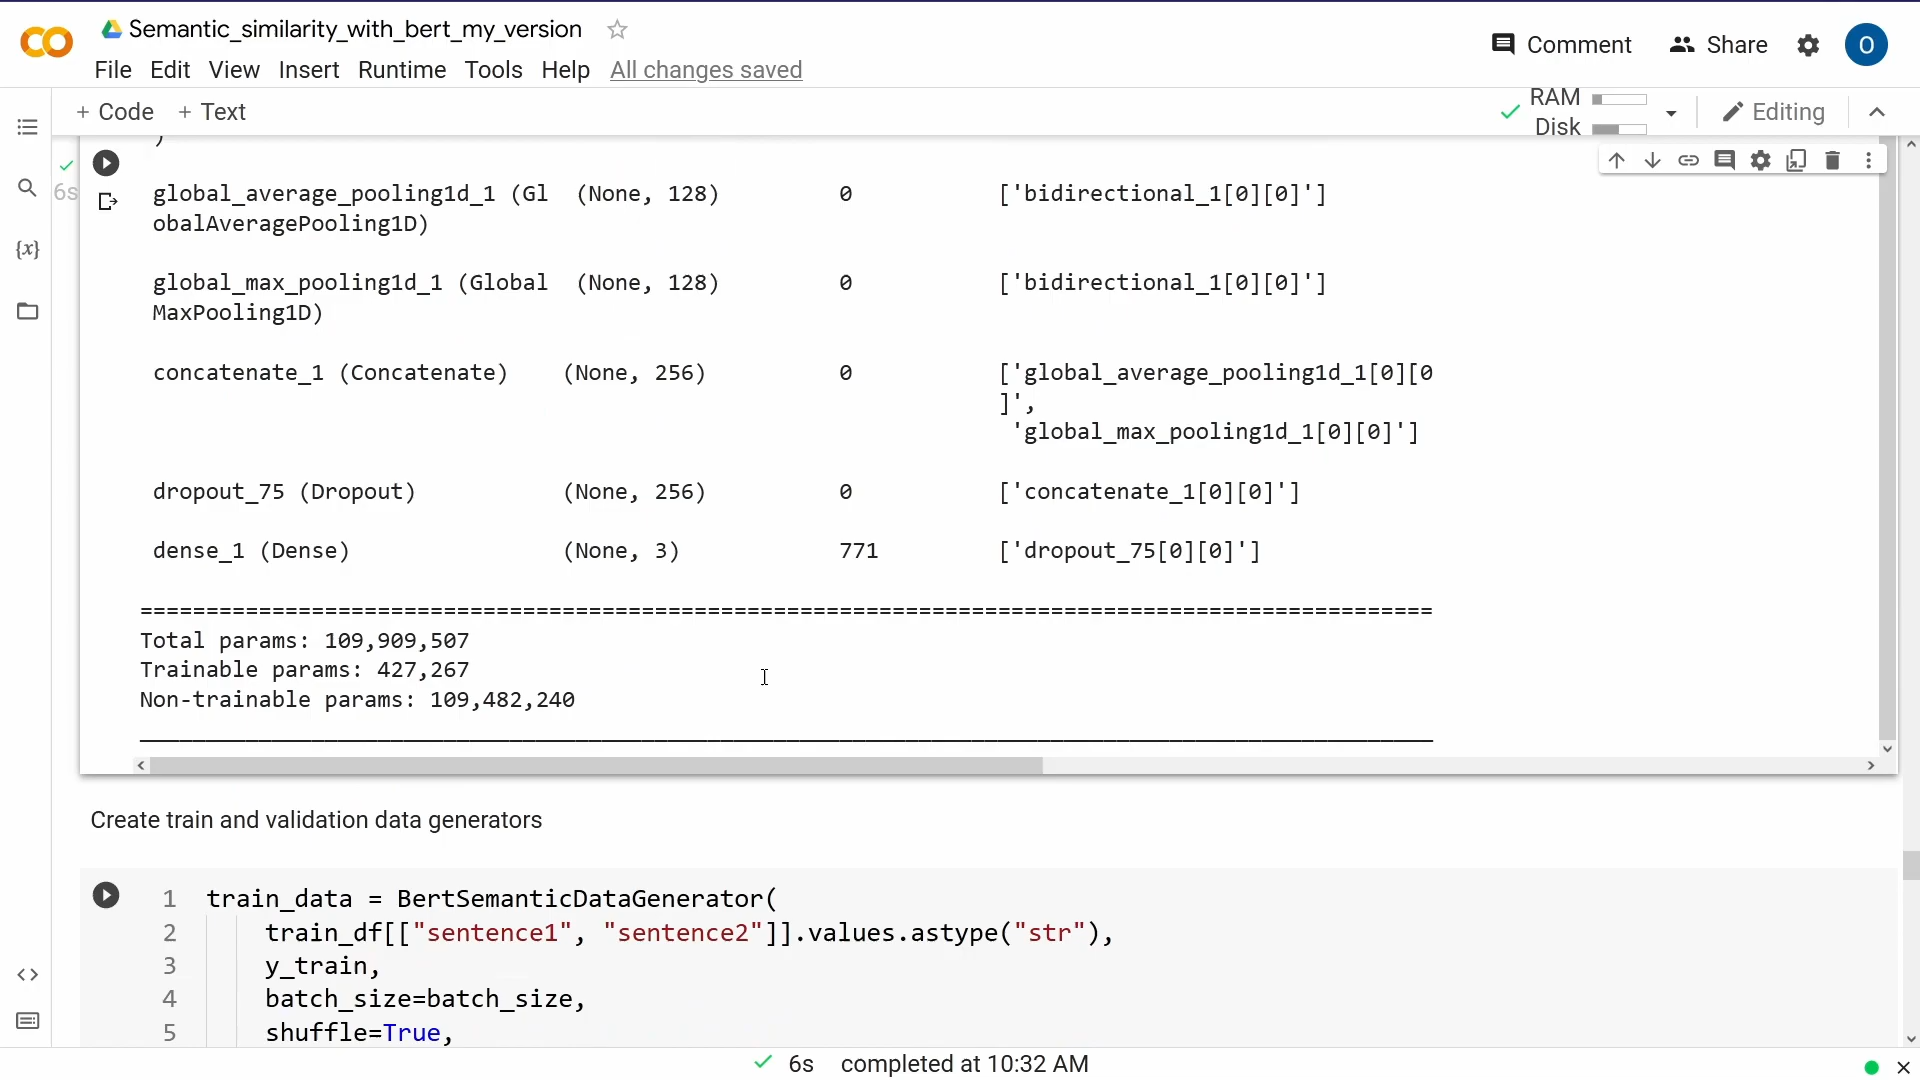 Semantic_similarity_with_bert_my_version
Comment
Share
O
File Edit View Insert Runtime Tools Help All changes saved
+ Code + Text
RAM
Disk
Editing
)
6s
global_average_pooling1d_1 (Gl (None, 128) 0 ['bidirectional_1[0][0]']
obalAveragePooling1D)
global_max_pooling1d_1 (Global (None, 128) 0 ['bidirectional_1[0][0]']
MaxPooling1D)
concatenate_1 (Concatenate) (None, 256) 0 ['global_average_pooling1d_1[0][0
]',
'global_max_pooling1d_1[0][0]']
dropout_75 (Dropout) (None, 256) 0 ['concatenate_1[0][0]']
dense_1 (Dense) (None, 3) 771 ['dropout_75[0][0]']
==================================================================================================
Total params: 109,909,507
Trainable params: 427,267
Non-trainable params: 109,482,240
__________________________________________________________________________________________________
Create train and validation data generators
1 train_data = BertSemanticDataGenerator(
2 train_df[["sentence1", "sentence2"]].values.astype("str"),
3 y_train,
4 batch_size=batch_size,
5 shuffle=True,
6s completed at 10:32 AM